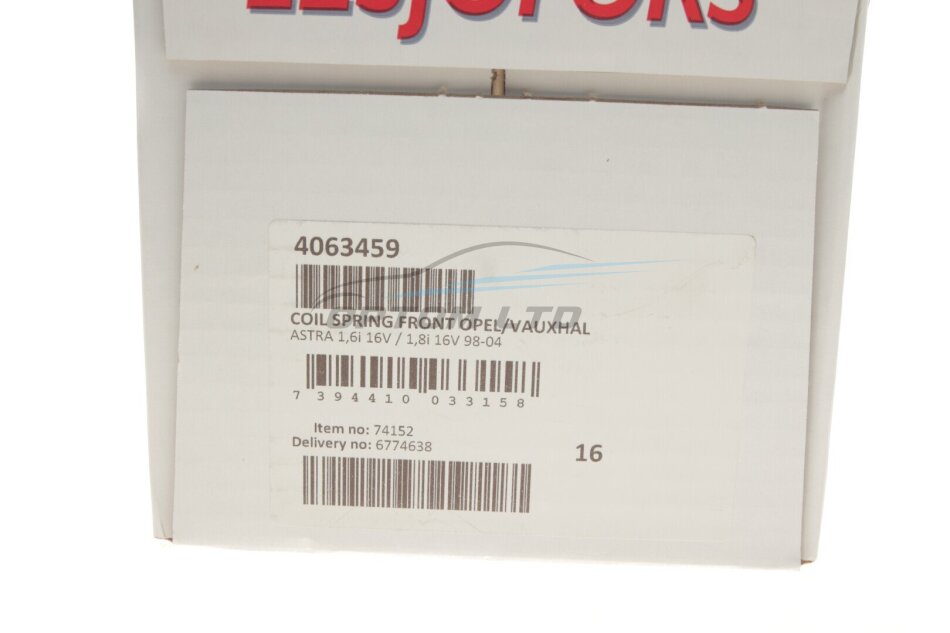 LESJÖFORS
4063459
COIL SPRING FRONT OPEL/VAUXHAL
ASTRA 1,6i 16V / 1,8i 16V 98-04
7 394410 033158
Item no: 74152
Delivery no: 6774638
16